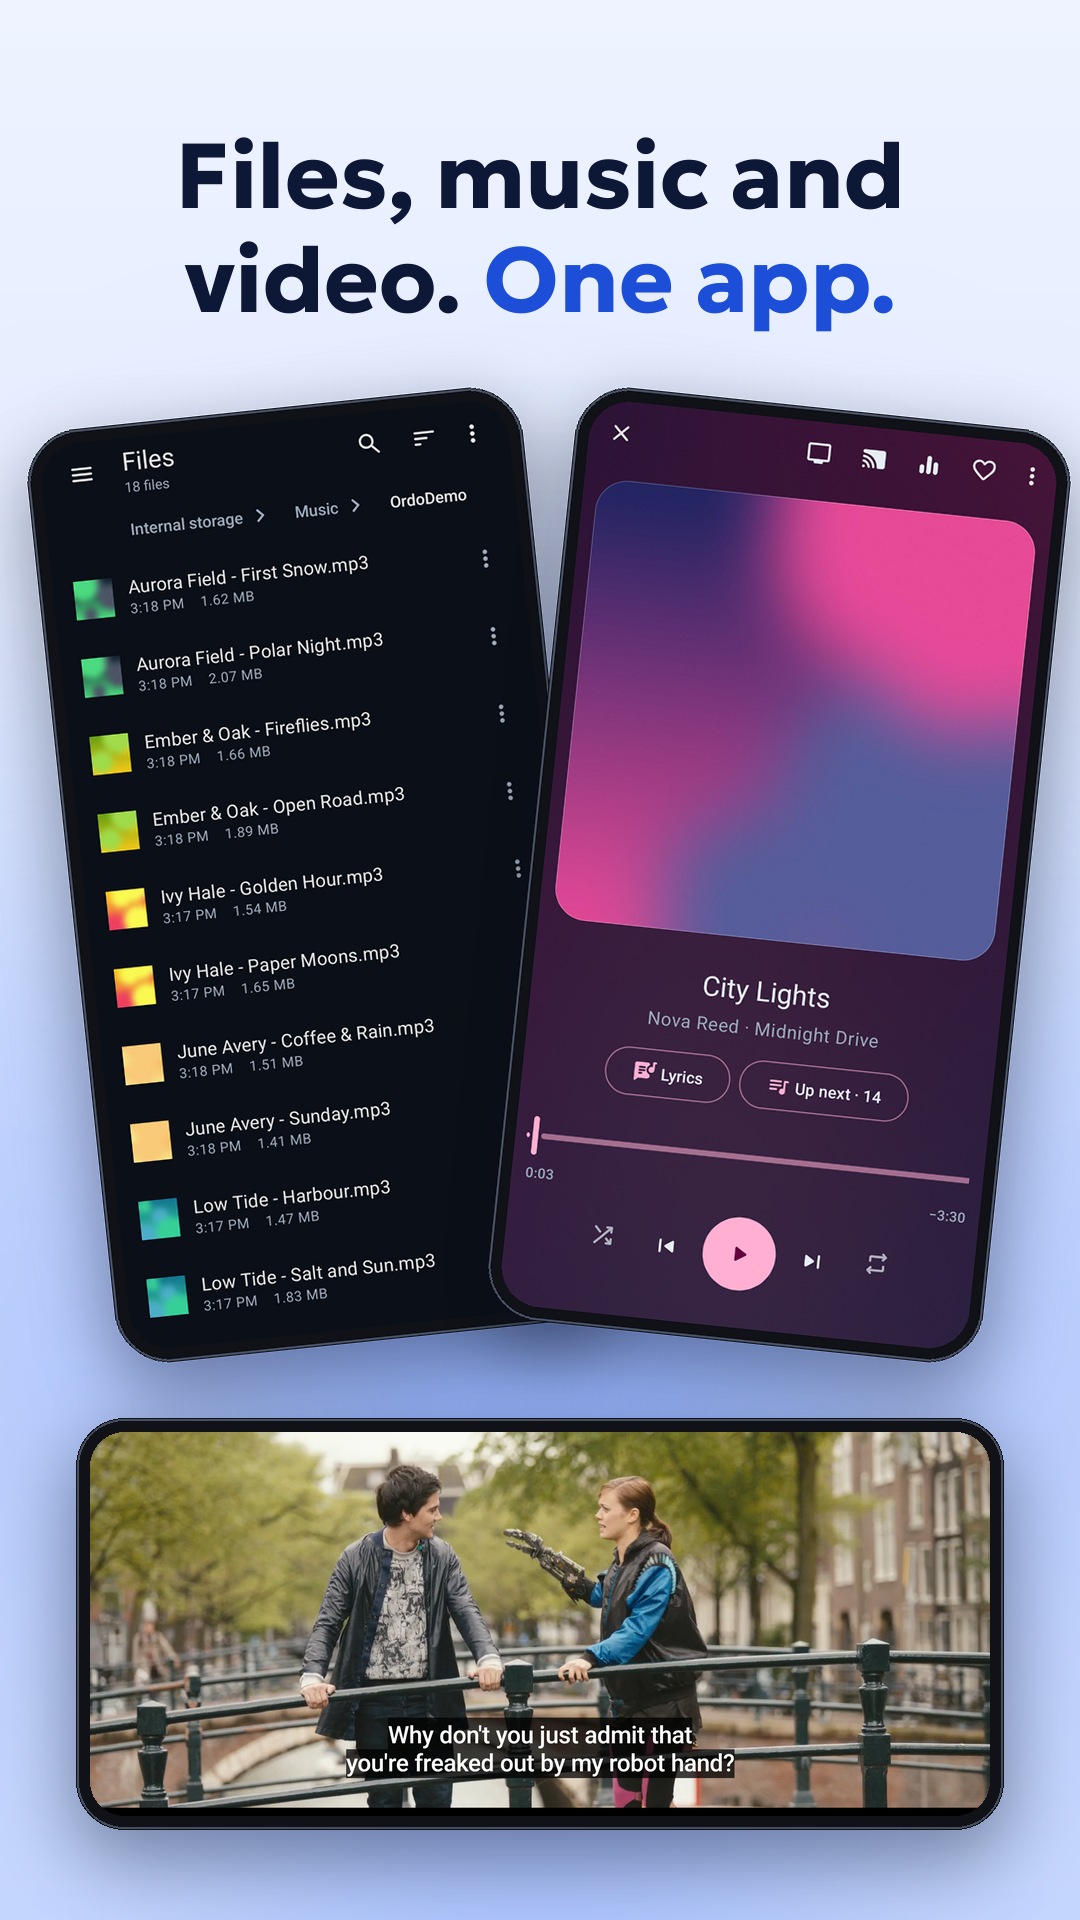 Files, music and
video. One app.
Files
18 files
Internal storage > Music > OrdoDemo
Aurora Field - First Snow.mp3
3:18 PM 1.62 MB
Aurora Field - Polar Night.mp3
3:18 PM 2.07 MB
Ember & Oak - Fireflies.mp3
3:18 PM 1.66 MB
Ember & Oak - Open Road.mp3
3:18 PM 1.89 MB
Ivy Hale - Golden Hour.mp3
3:17 PM 1.54 MB
Ivy Hale - Paper Moons.mp3
3:17 PM 1.65 MB
June Avery - Coffee & Rain.mp3
3:18 PM 1.51 MB
June Avery - Sunday.mp3
3:18 PM 1.41 MB
Low Tide - Harbour.mp3
3:17 PM 1.47 MB
Low Tide - Salt and Sun.mp3
3:17 PM 1.83 MB
City Lights
Nova Reed · Midnight Drive
Lyrics
Up next · 14
0:03
−3:30
Why don't you just admit that
you're freaked out by my robot hand?